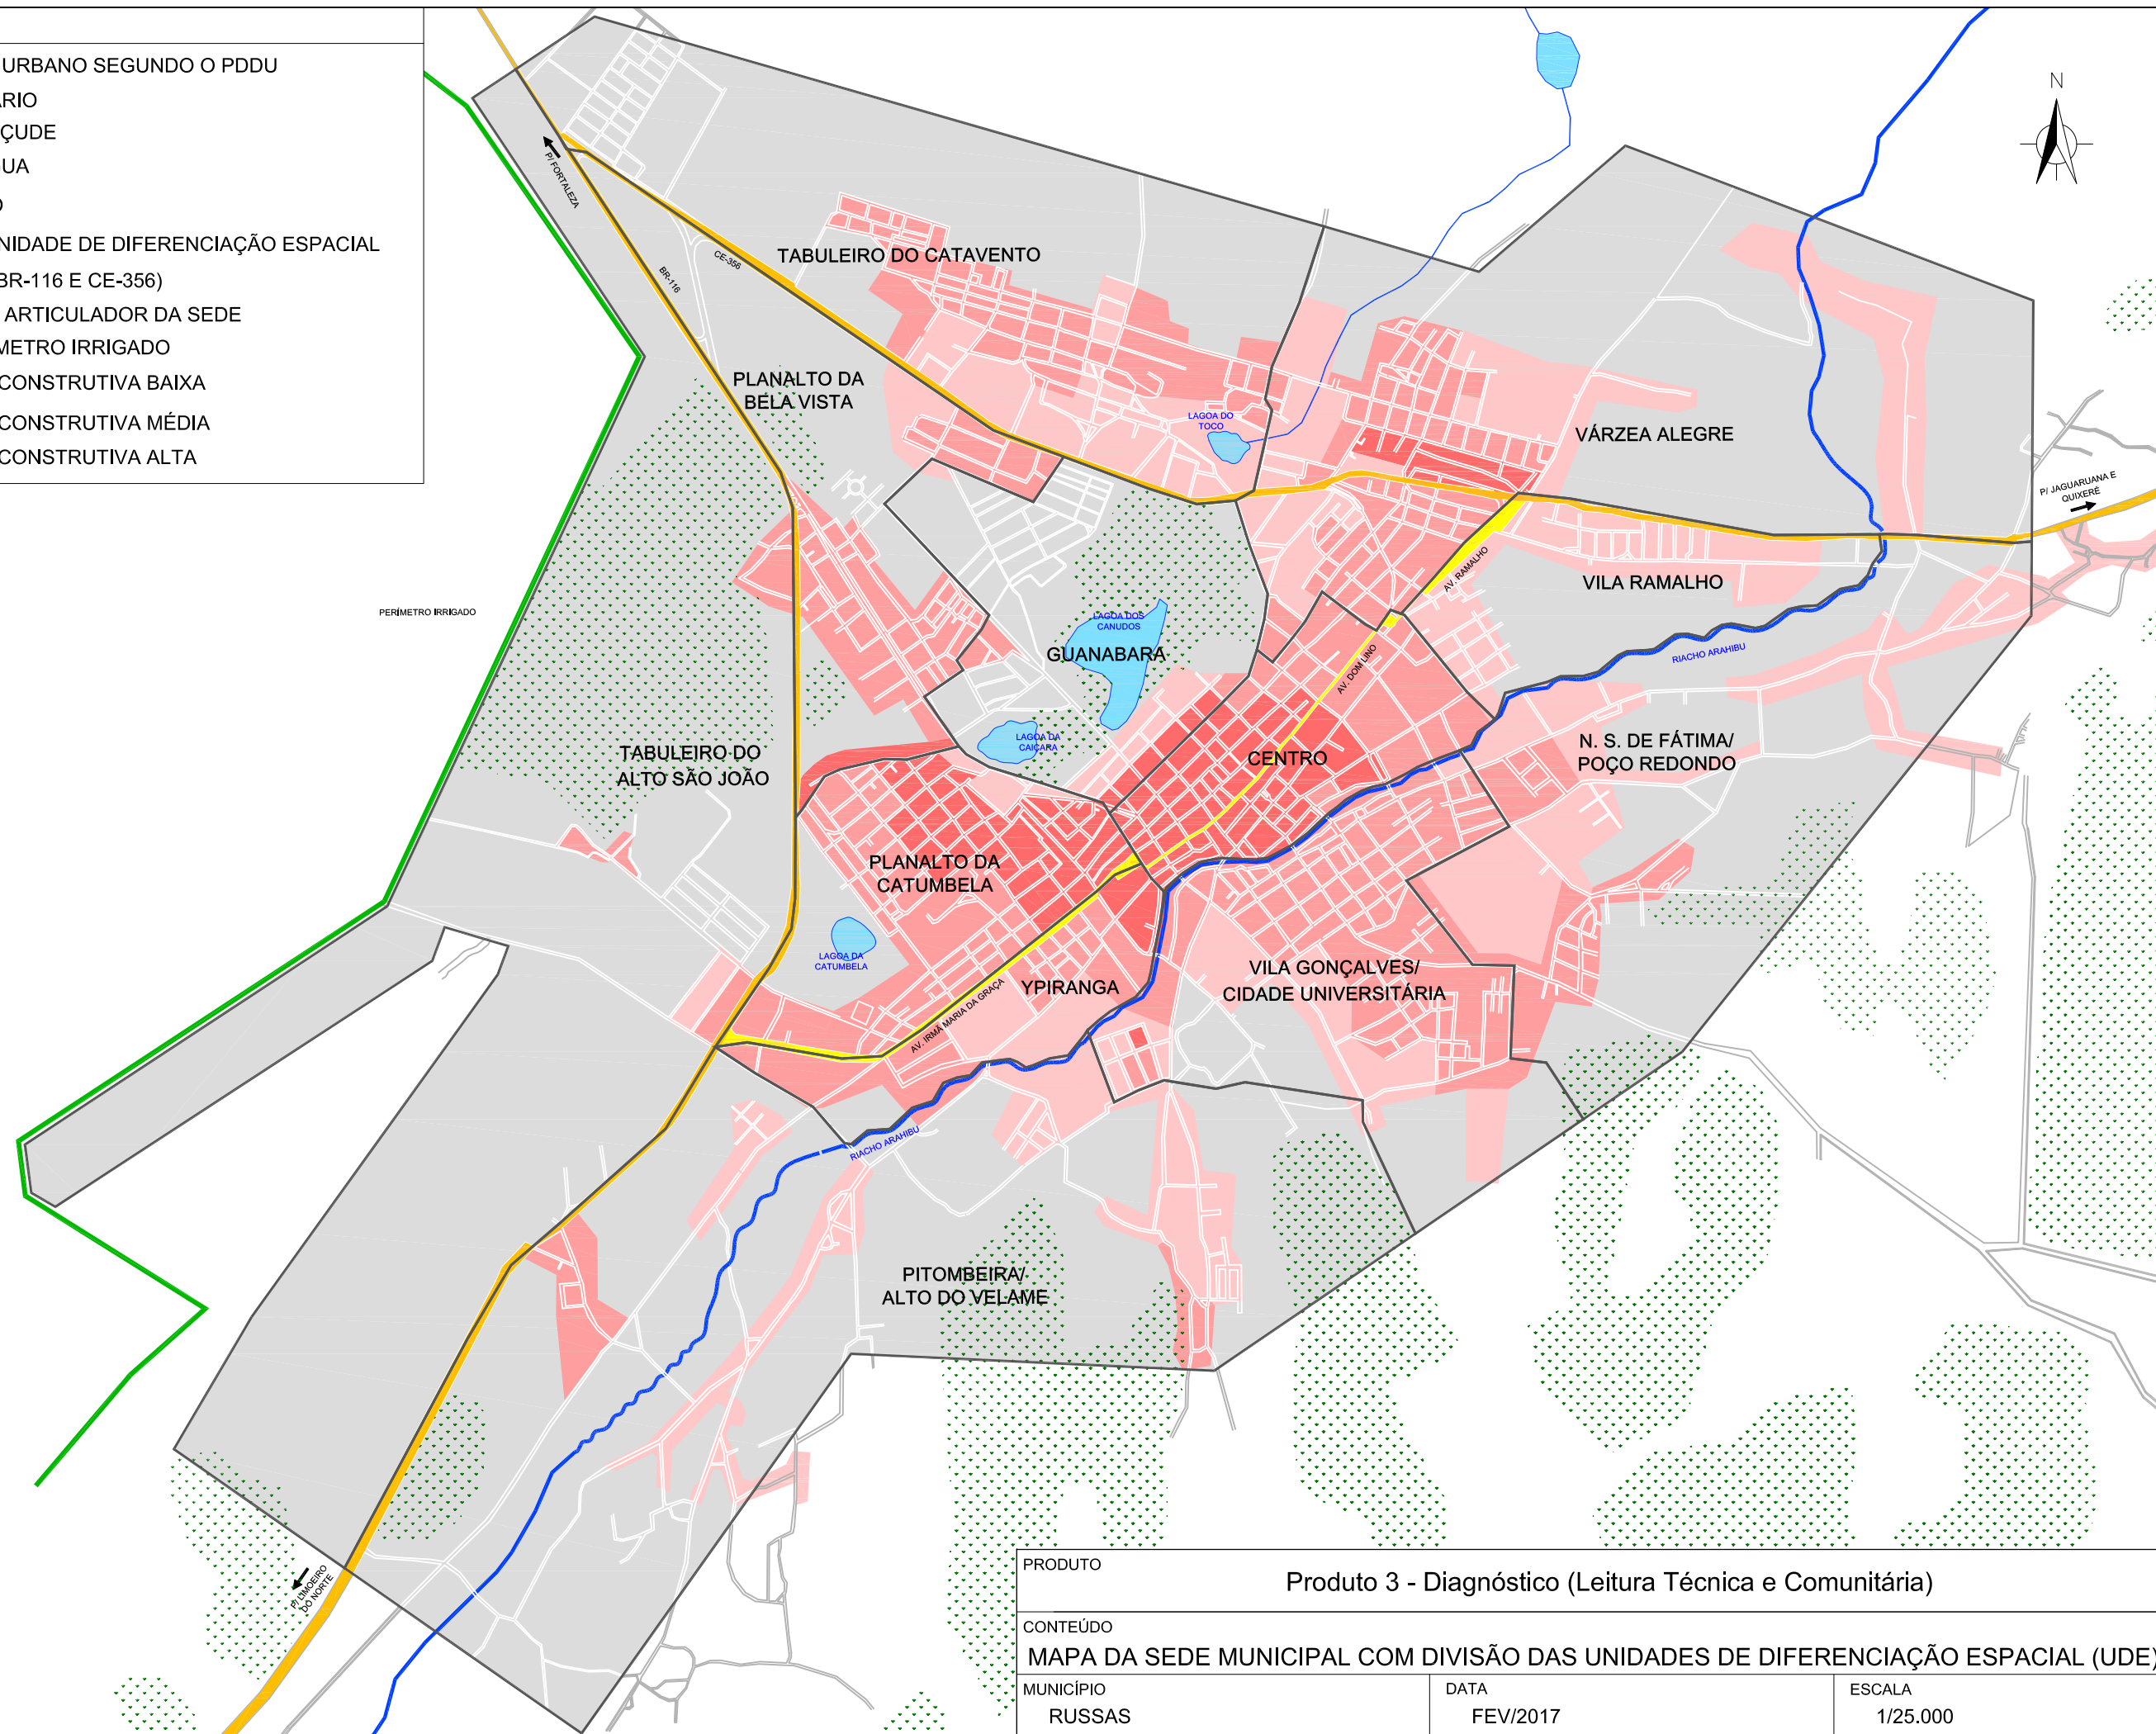 URBANO SEGUNDO O PDDU
ÁRIO
ÇUDE
UA
O
NIDADE DE DIFERENCIAÇÃO ESPACIAL
BR-116 E CE-356)
ARTICULADOR DA SEDE
METRO IRRIGADO
CONSTRUTIVA BAIXA
CONSTRUTIVA MÉDIA
CONSTRUTIVA ALTA
N
P/ FORTALEZA
BR-116
CE-356
TABULEIRO DO CATAVENTO
PLANALTO DA
BELA VISTA
LAGOA DO
TOCO
VÁRZEA ALEGRE
P/ JAGUARUANA E
QUIXERÉ
AV. RAMALHO
VILA RAMALHO
PERÍMETRO IRRIGADO
LAGOA DOS
CANUDOS
GUANABARA
AV. DOM LINO
RIACHO ARAHIBU
LAGOA DA
CAIÇARA
TABULEIRO DO
ALTO SÃO JOÃO
CENTRO
N. S. DE FÁTIMA/
POÇO REDONDO
PLANALTO DA
CATUMBELA
LAGOA DA
CATUMBELA
YPIRANGA
AV. IRMÃ MARIA DA GRAÇA
VILA GONÇALVES/
CIDADE UNIVERSITÁRIA
RIACHO ARAHIBU
PITOMBEIRA/
ALTO DO VELAME
P/ LIMOEIRO
DO NORTE
PRODUTO
Produto 3 - Diagnóstico (Leitura Técnica e Comunitária)
CONTEÚDO
MAPA DA SEDE MUNICIPAL COM DIVISÃO DAS UNIDADES DE DIFERENCIAÇÃO ESPACIAL (UDE)
MUNICÍPIO
RUSSAS
DATA
FEV/2017
ESCALA
1/25.000